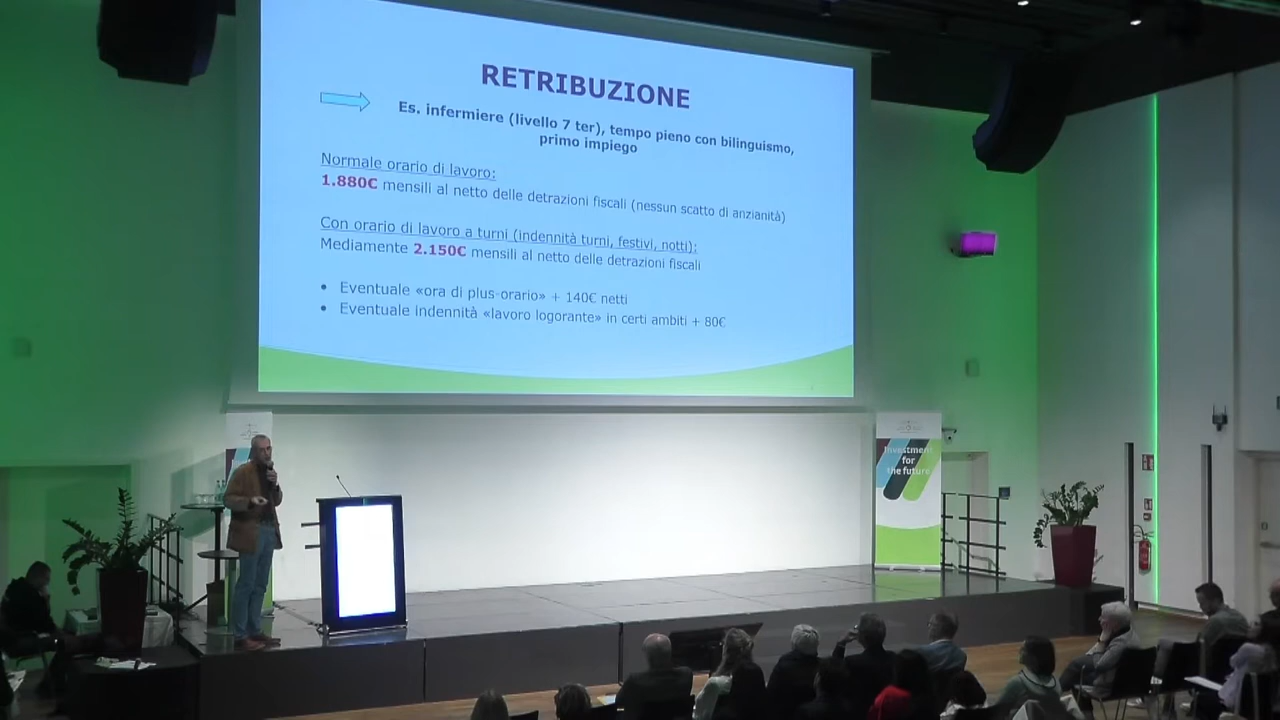 RETRIBUZIONE
Es. infermiere (livello 7 ter), tempo pieno con bilinguismo,
primo impiego
Normale orario di lavoro:
1.880€ mensili al netto delle detrazioni fiscali (nessun scatto di anzianità)
Con orario di lavoro a turni (indennità turni, festivi, notti):
Mediamente 2.150€ mensili al netto delle detrazioni fiscali
• Eventuale «ora di plus orario» + 140€ netti
• Eventuale indennità «lavoro logorante» in certi ambiti + 80€
Investment
for
the future